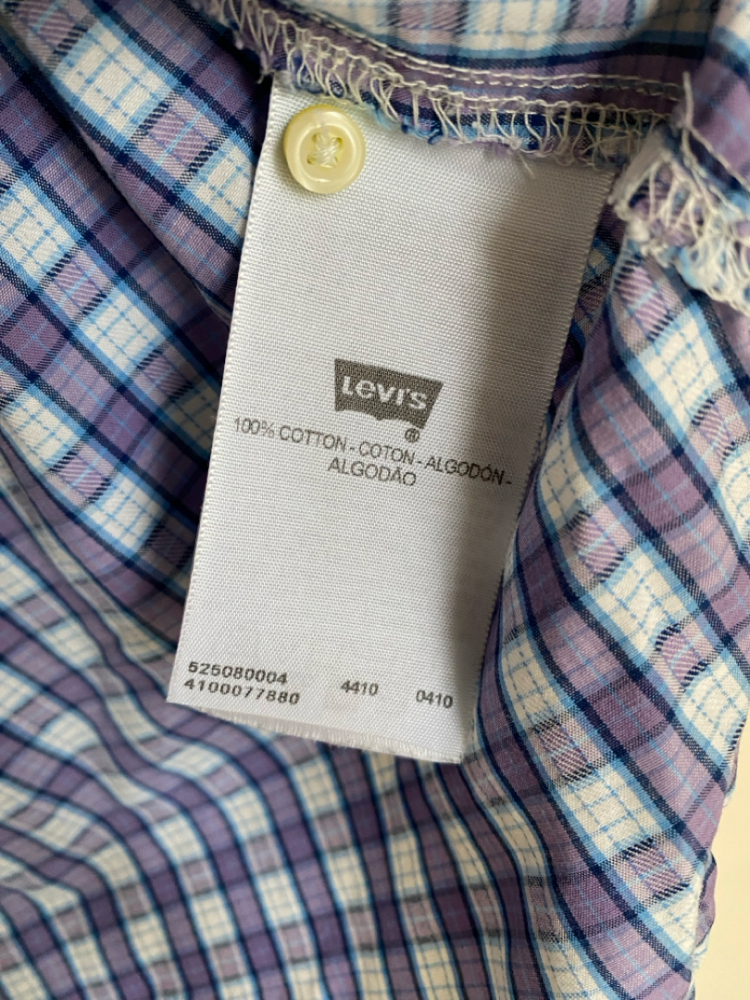 Levi's
®
100% COTTON - COTON - ALGODÓN -
ALGODÃO
525080004
4100077880 4410 0410